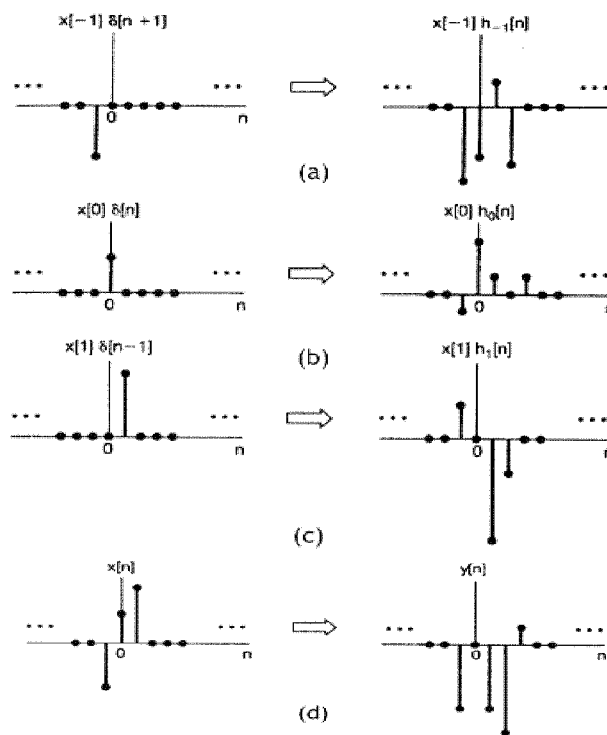 x[−1] δ[n + 1]
x[−1] h₋₁[n]
• • •
• • •
• • •
• • •
0
n
0
n
(a)
x[0] δ[n]
x[0] h₀[n]
• • •
• • •
• • •
• • •
0
n
0
(b)
x[1] δ[n−1]
x[1] h₁[n]
• • •
• • •
• • •
• • •
0
n
0
n
(c)
x[n]
y[n]
• • •
• • •
• • •
• • •
0
n
0
n
(d)